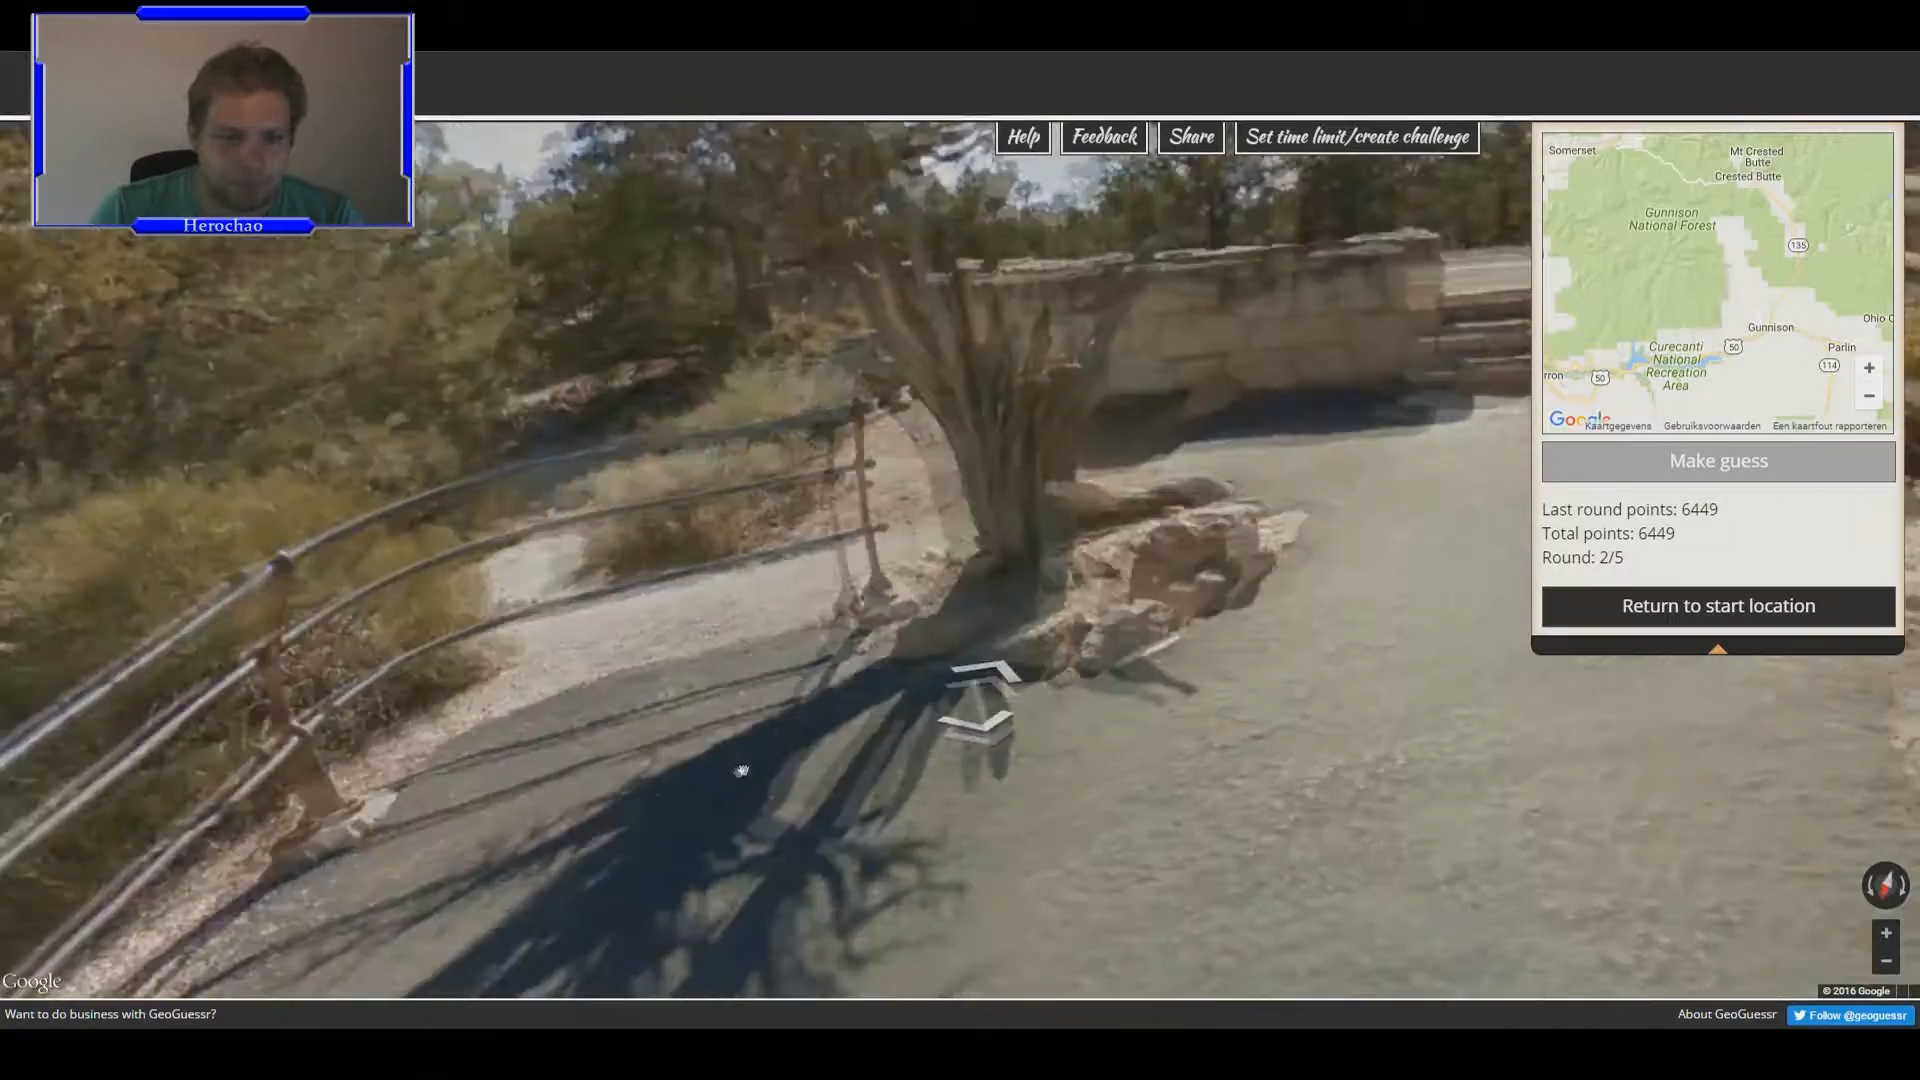 Herochao
Help
Feedback
Share
Set time limit/create challenge
Somerset
Mt Crested
Butte
Crested Butte
Gunnison
National Forest
135
Ohio C
Gunnison
50
Parlin
Curecanti
National
Recreation
Area
114
rron
50
+
−
Google
Kaartgegevens
Gebruiksvoorwaarden
Een kaartfout rapporteren
Make guess
Last round points: 6449
Total points: 6449
Round: 2/5
Return to start location
+
−
Google
© 2016 Google
Want to do business with GeoGuessr?
About GeoGuessr
Follow @geoguessr